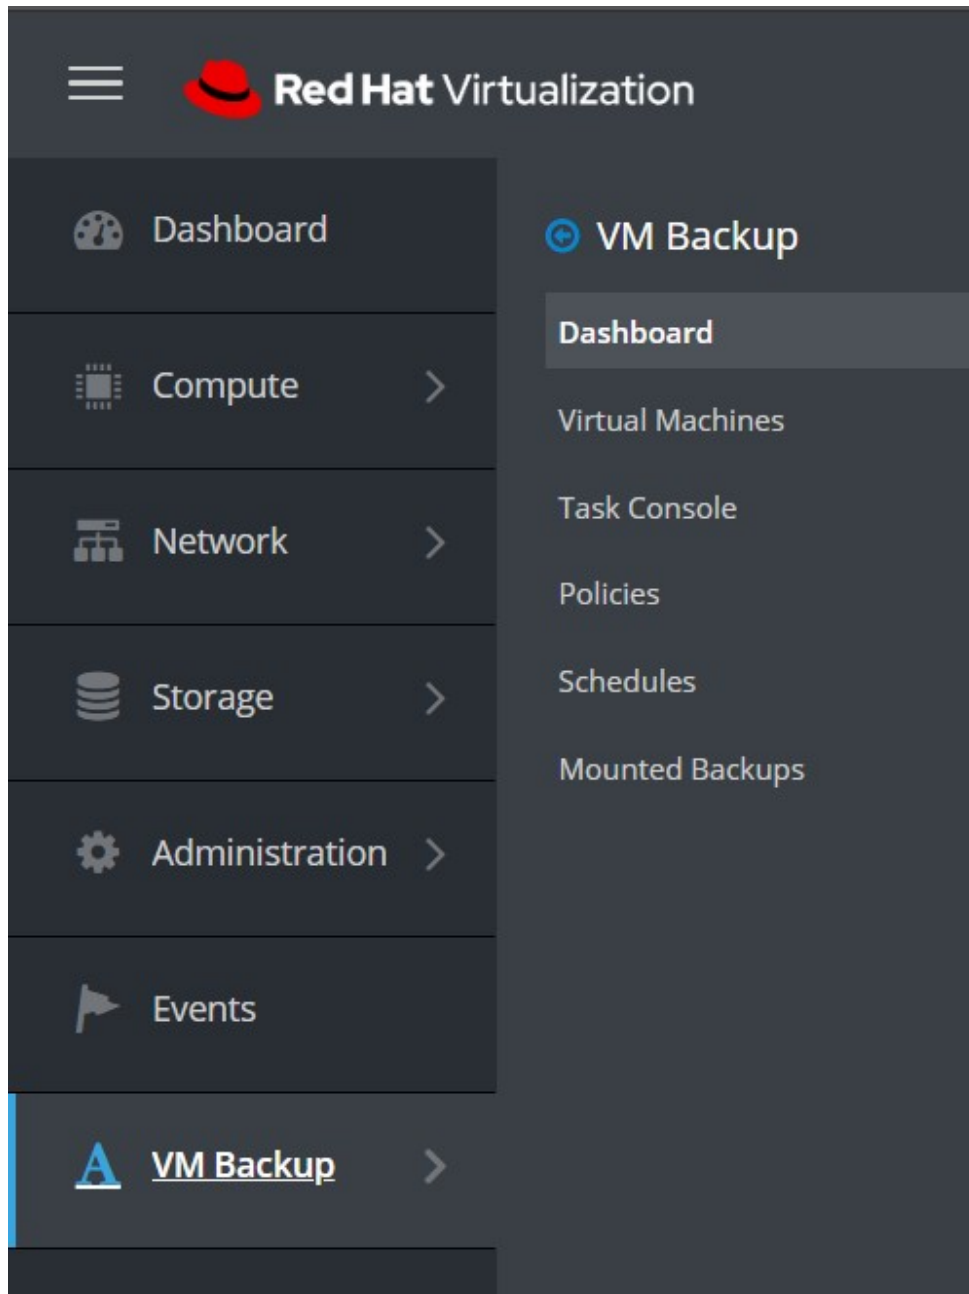 Red Hat Virtualization
Dashboard
Compute
Network
Storage
Administration
Events
VM Backup
VM Backup
Dashboard
Virtual Machines
Task Console
Policies
Schedules
Mounted Backups